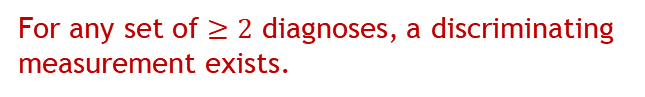 For any set of ≥ 2 diagnoses, a discriminating
measurement exists.